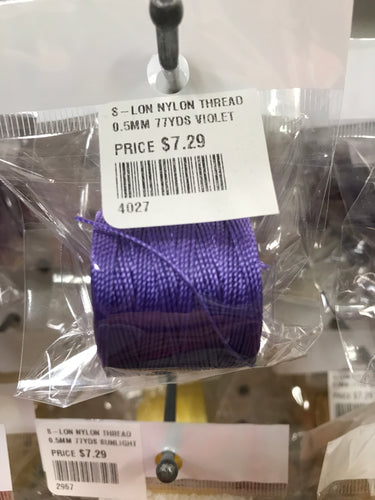 S-LON NYLON THREAD
0.5MM 77YDS VIOLET
PRICE $7.29
4027
S-LON NYLON THREAD
0.5MM 77YDS SUNLIGHT
PRICE $7.29
2957